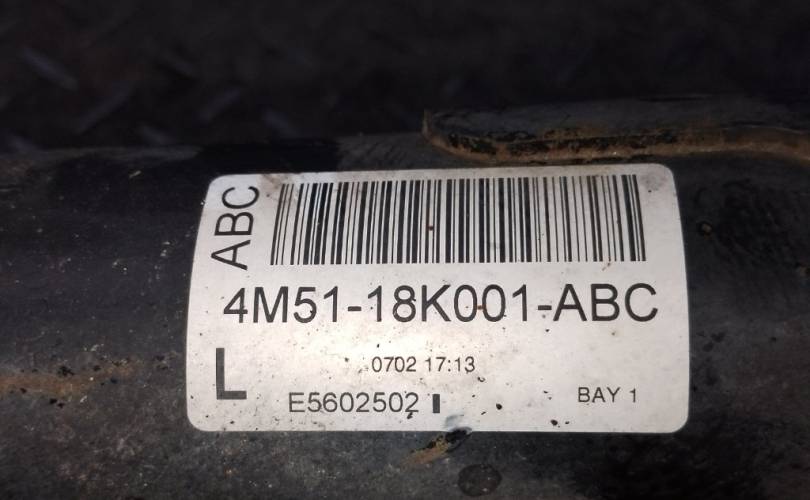 ABC
4M51-18K001-ABC
L
0702 17:13
E5602502
BAY 1